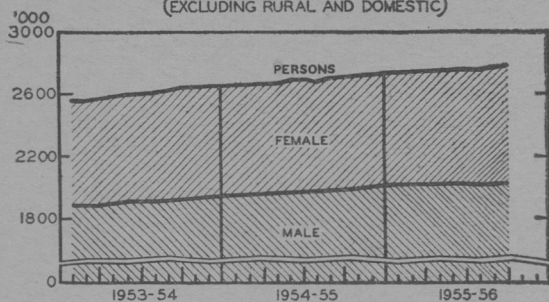 (EXCLUDING RURAL AND DOMESTIC)
'000
3000
PERSONS
2600
FEMALE
2200
1800
MALE
0
1953-54 1954-55 1955-56